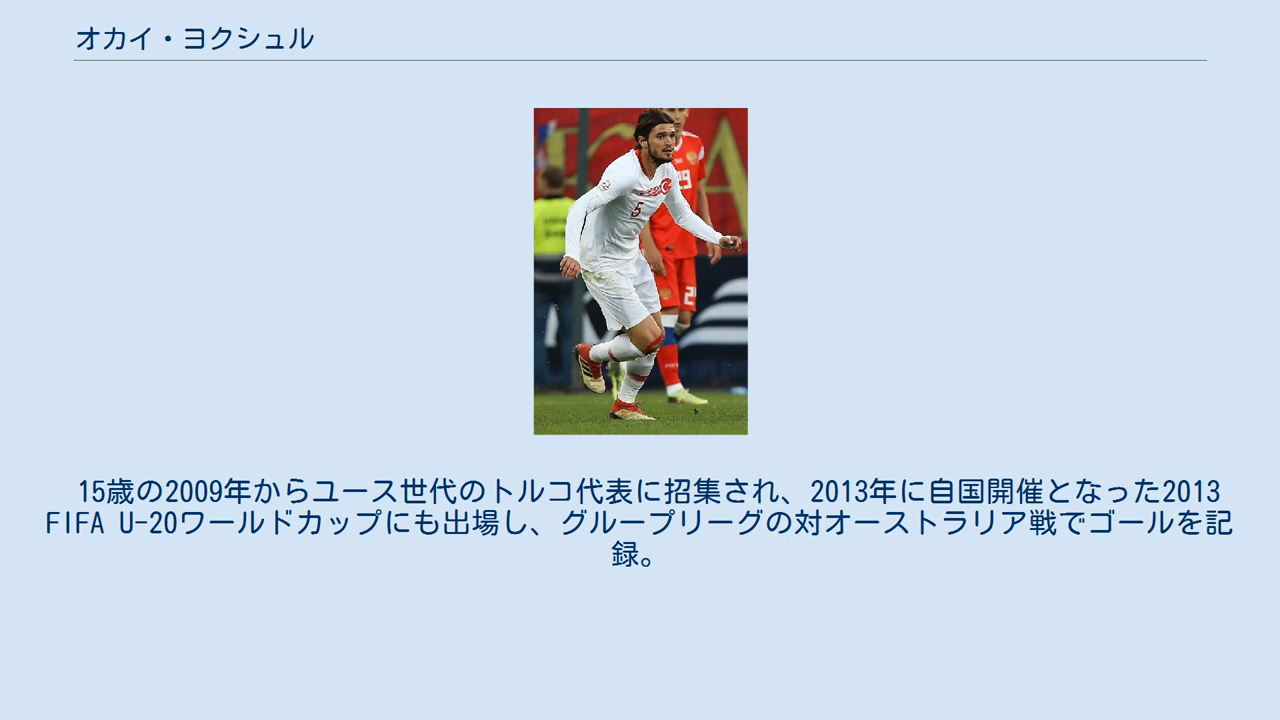 オカイ・ヨクシュル
5
19
2
15歳の2009年からユース世代のトルコ代表に招集され、2013年に自国開催となった2013
FIFA U-20ワールドカップにも出場し、グループリーグの対オーストラリア戦でゴールを記
録。